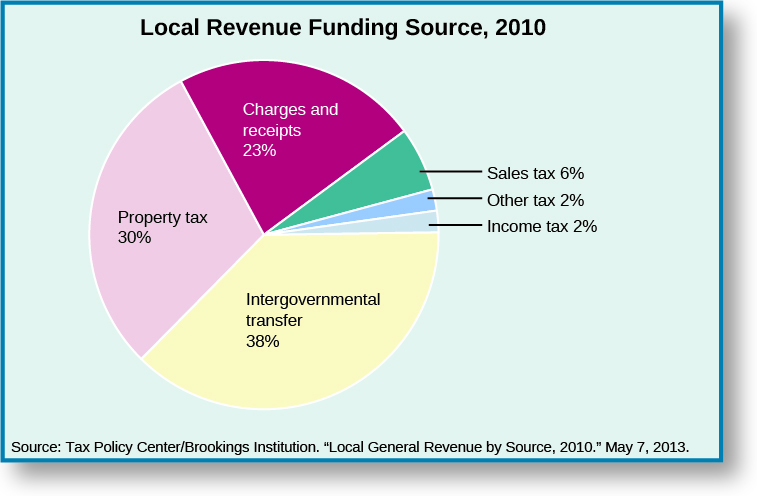 Local Revenue Funding Source, 2010
Charges and
receipts
23%
Sales tax 6%
Other tax 2%
Income tax 2%
Property tax
30%
Intergovernmental
transfer
38%
Source: Tax Policy Center/Brookings Institution. “Local General Revenue by Source, 2010.” May 7, 2013.